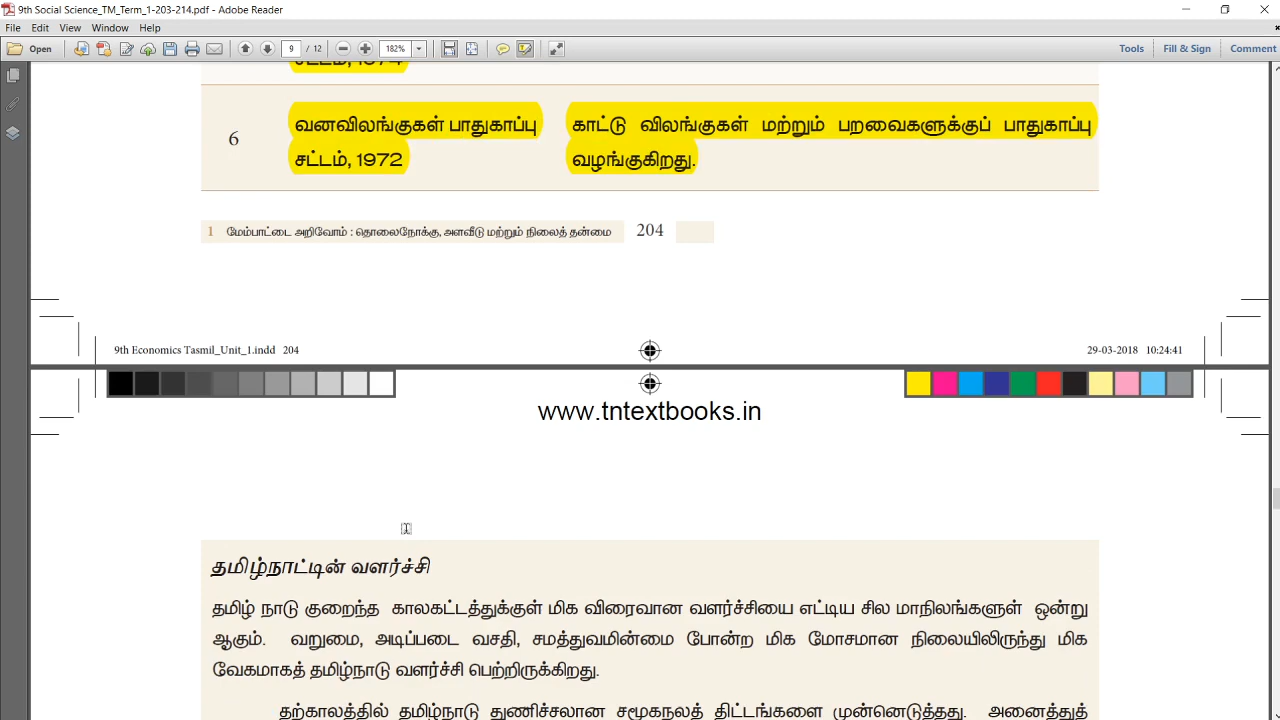 9th Social Science_TM_Term_1-203-214.pdf - Adobe Reader
File Edit View Window Help
Open 9 / 12 182% Tools Fill & Sign Comment
சட்டம், 1974
6 வனவிலங்குகள் பாதுகாப்பு காட்டு விலங்குகள் மற்றும் பறவைகளுக்குப் பாதுகாப்பு
சட்டம், 1972 வழங்குகிறது.
1 மேம்பாட்டை அறிவோம் : தொலைநோக்கு, அளவீடு மற்றும் நிலைத் தன்மை 204
9th Economics Tasmil_Unit_1.indd 204 29-03-2018 10:24:41
www.tntextbooks.in
தமிழ்நாட்டின் வளர்ச்சி
தமிழ் நாடு குறைந்த காலகட்டத்துக்குள் மிக விரைவான வளர்ச்சியை எட்டிய சில மாநிலங்களுள் ஒன்று
ஆகும். வறுமை, அடிப்படை வசதி, சமத்துவமின்மை போன்ற மிக மோசமான நிலையிலிருந்து மிக
வேகமாகத் தமிழ்நாடு வளர்ச்சி பெற்றிருக்கிறது.
தற்காலத்தில் தமிழ்நாடு துணிச்சலான சமூகநலத் திட்டங்களை முன்னெடுத்தது. அனைத்துத்